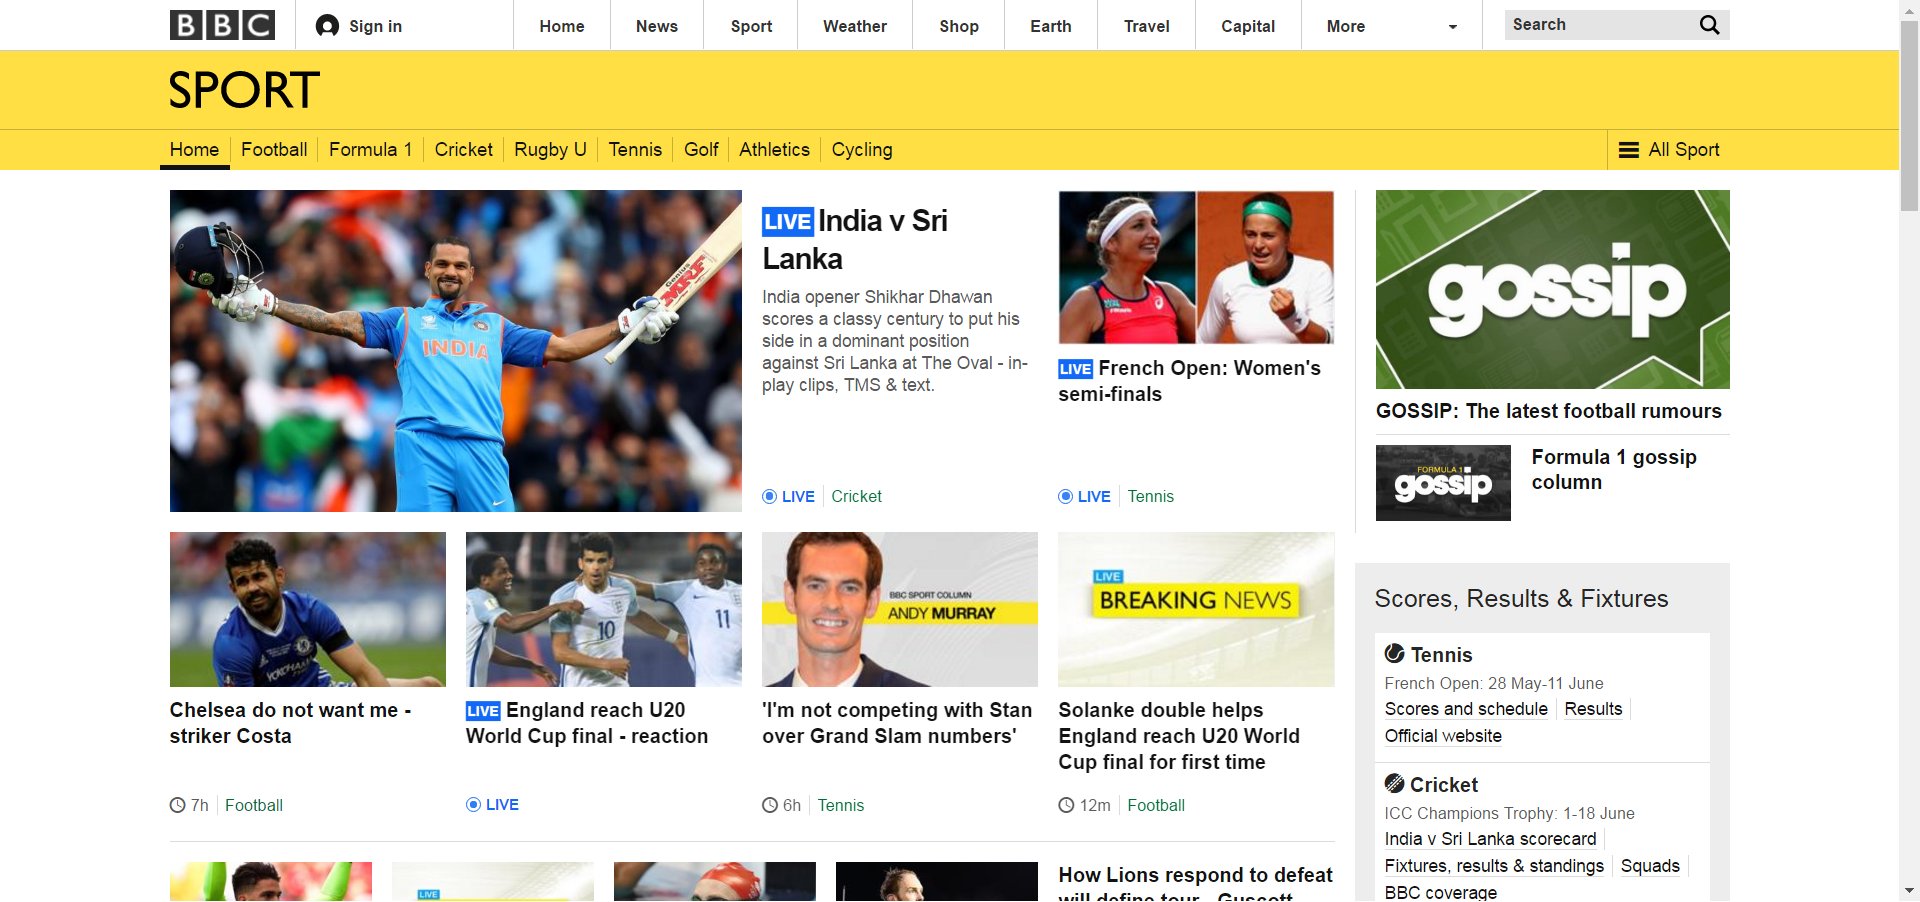 BBC
Sign in
Home
News
Sport
Weather
Shop
Earth
Travel
Capital
More
Search
SPORT
Home
Football
Formula 1
Cricket
Rugby U
Tennis
Golf
Athletics
Cycling
All Sport
INDIA
Genius
MRF
LIVE India v Sri
Lanka
India opener Shikhar Dhawan
scores a classy century to put his
side in a dominant position
against Sri Lanka at The Oval - in-
play clips, TMS & text.
LIVE Cricket
LIVE French Open: Women's
semi-finals
LIVE Tennis
gossip
GOSSIP: The latest football rumours
FORMULA 1
gossip
Formula 1 gossip
column
YOKOHAMA
Chelsea do not want me -
striker Costa
7h Football
10
11
LIVE England reach U20
World Cup final - reaction
LIVE
BBC SPORT COLUMN
ANDY MURRAY
'I'm not competing with Stan
over Grand Slam numbers'
6h Tennis
LIVE
BREAKING NEWS
Solanke double helps
England reach U20 World
Cup final for first time
12m Football
Scores, Results & Fixtures
Tennis
French Open: 28 May-11 June
Scores and schedule
Results
Official website
Cricket
ICC Champions Trophy: 1-18 June
India v Sri Lanka scorecard
Fixtures, results & standings
Squads
BBC coverage
LIVE
How Lions respond to defeat
will define tour - Guscott